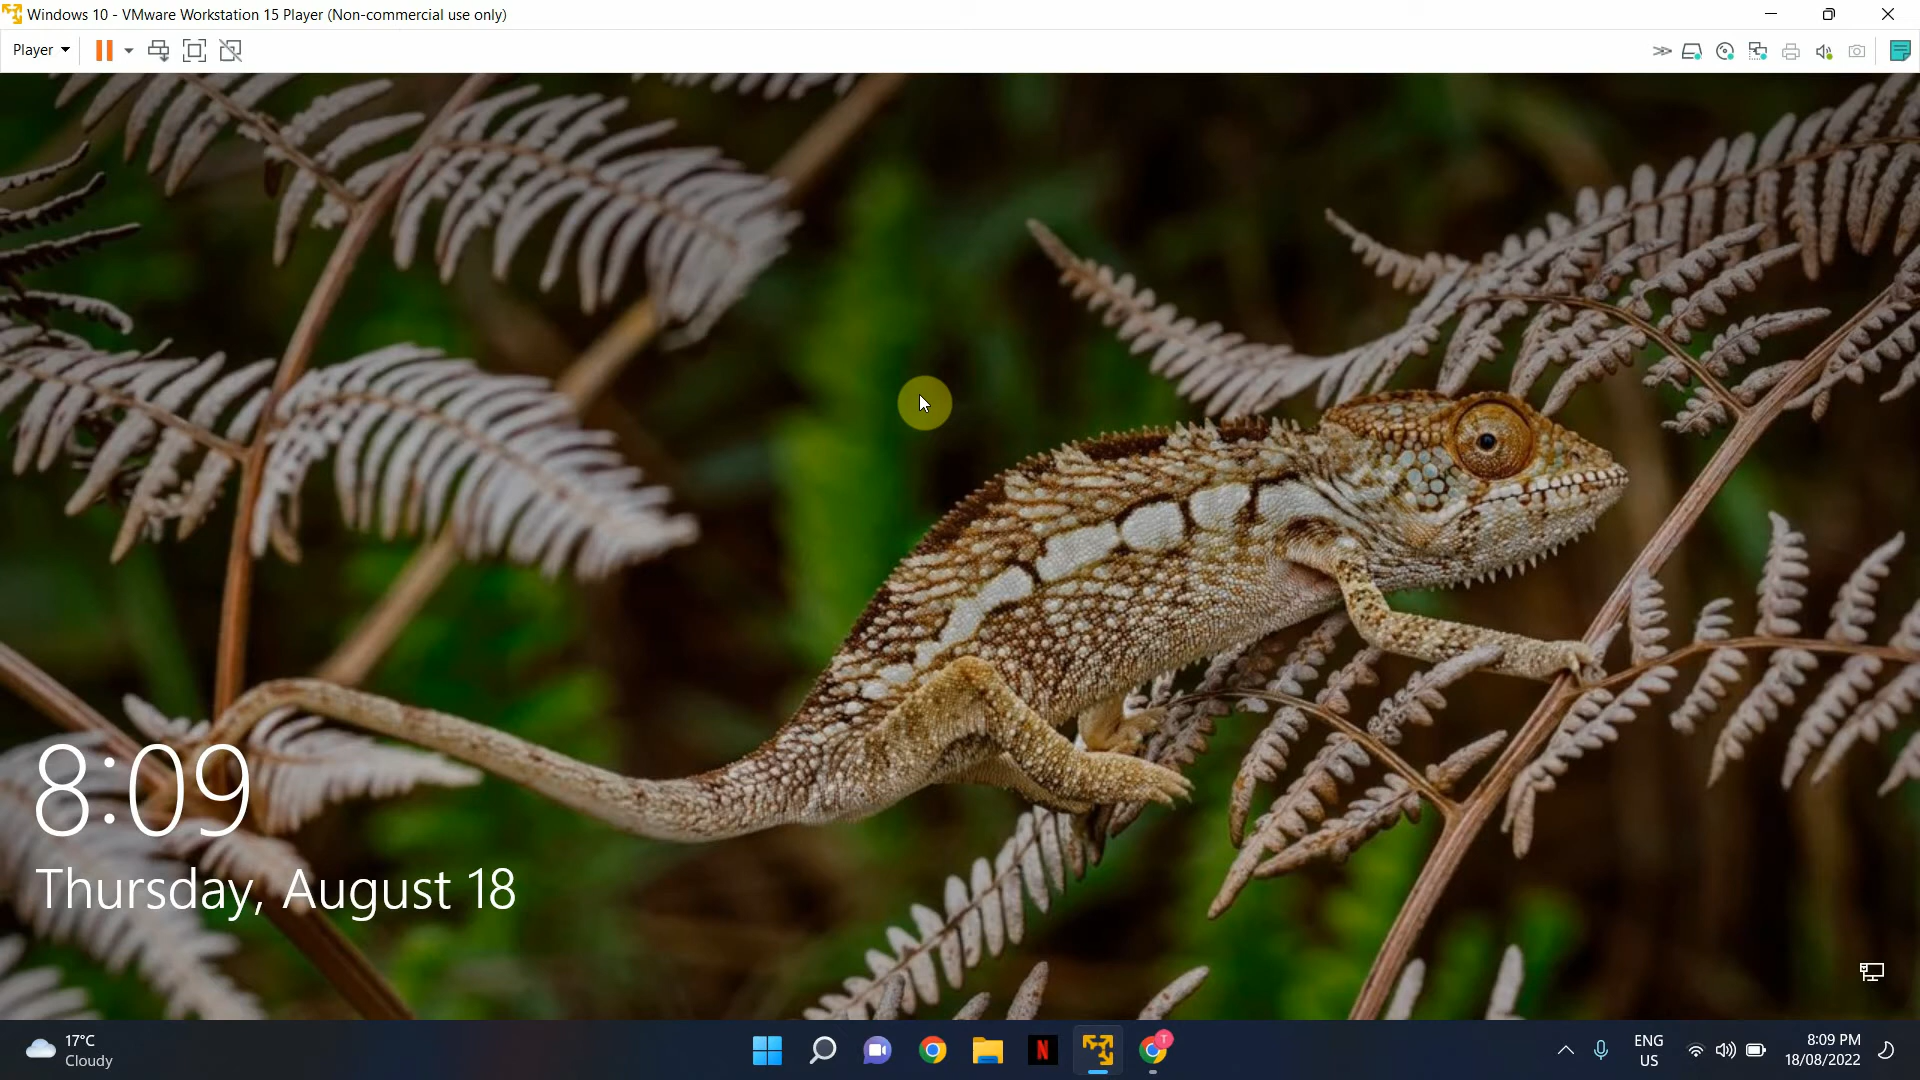 Windows 10 - VMware Workstation 15 Player (Non-commercial use only)
Player
8:09
Thursday, August 18
17°C
Cloudy
N
T
ENG
US
8:09 PM
18/08/2022